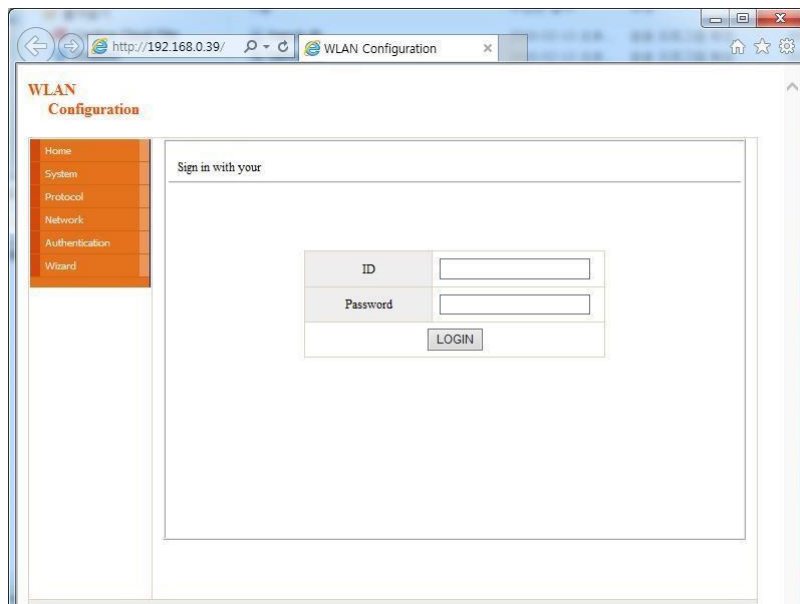 http://192.168.0.39/
WLAN Configuration
WLAN
Configuration
Home
System
Protocol
Network
Authentication
Wizard
Sign in with your
ID
Password
LOGIN